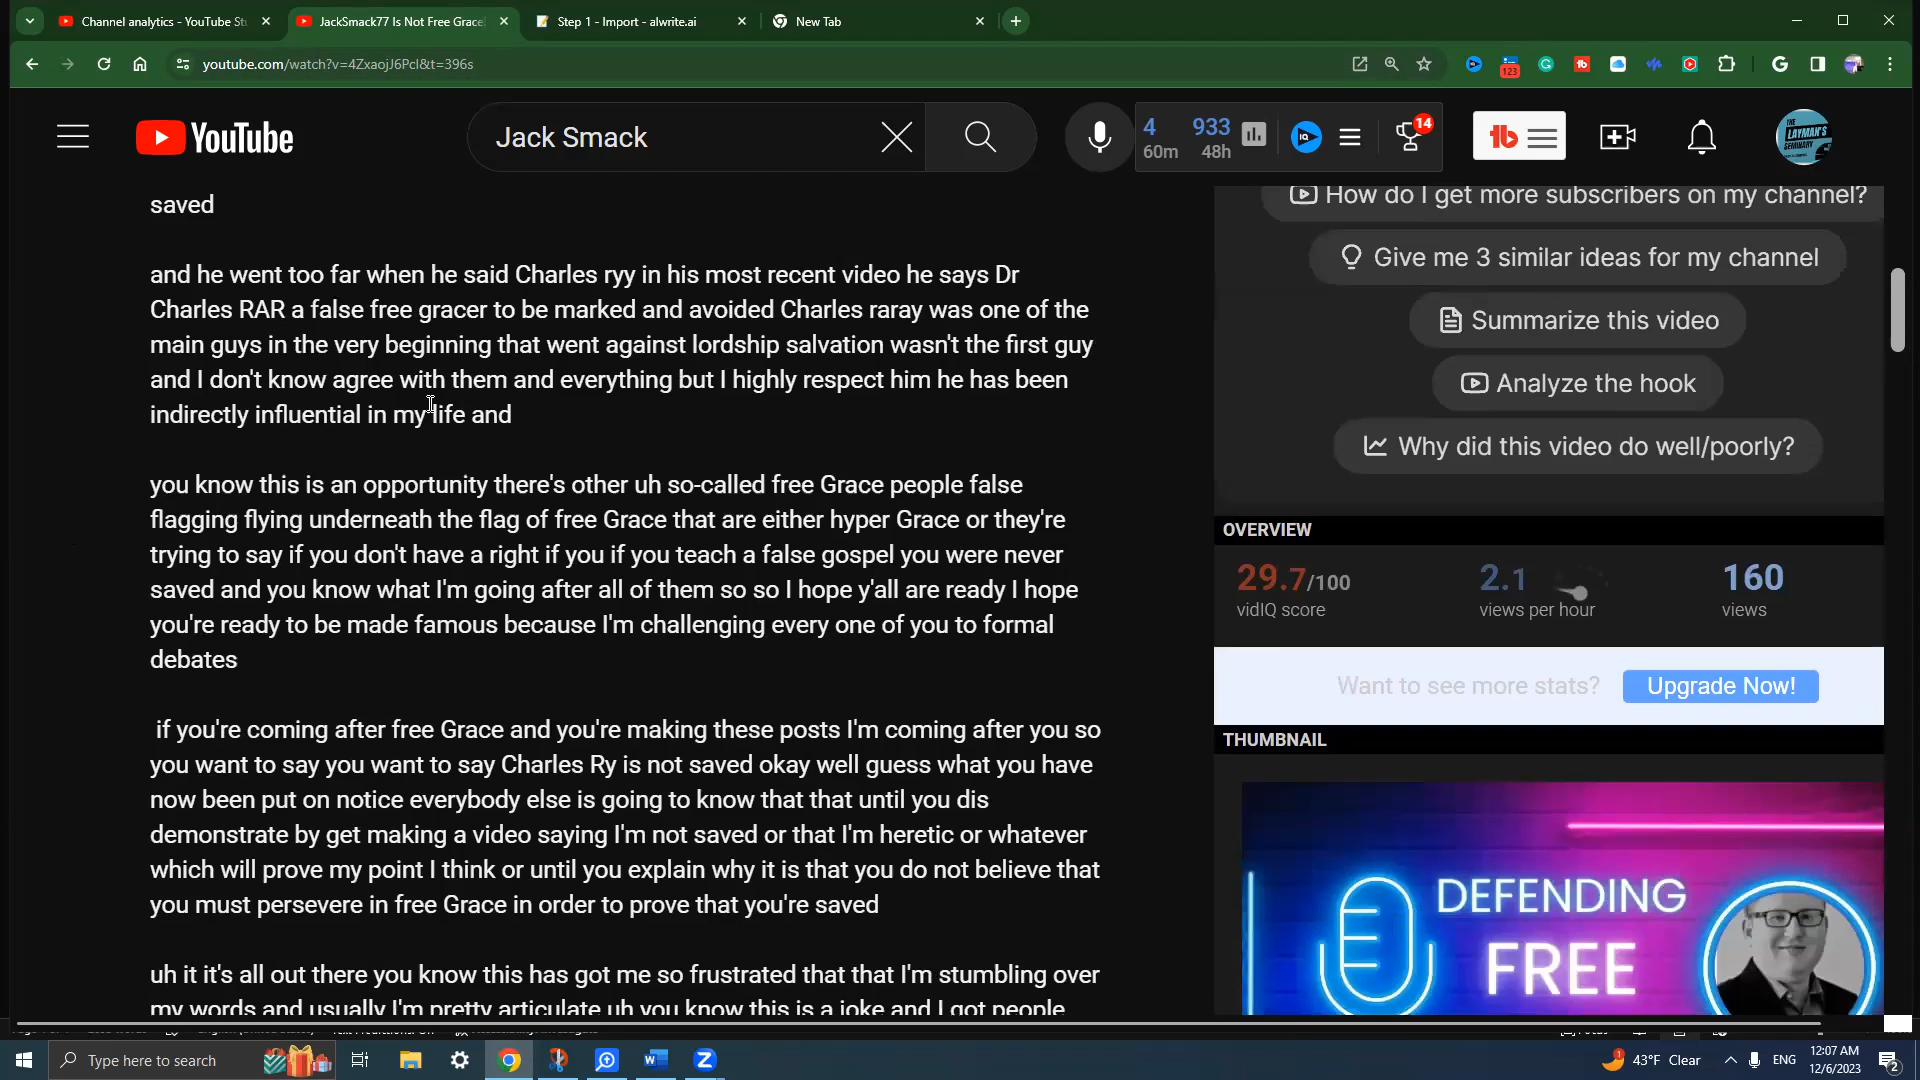 Channel analytics - YouTube Stu
JackSmack77 Is Not Free Grace
Step 1 - Import - alwrite.ai
New Tab
youtube.com/watch?v=4ZxaojJ6PcI&t=396s
123
YouTube
Jack Smack
4
60m
933
48h
IQ
14
tb
THE LAYMAN'S SEMINARY
saved
and he went too far when he said Charles ryy in his most recent video he says Dr
Charles RAR a false free gracer to be marked and avoided Charles raray was one of the
main guys in the very beginning that went against lordship salvation wasn't the first guy
and I don't know agree with them and everything but I highly respect him he has been
indirectly influential in my life and
you know this is an opportunity there's other uh so-called free Grace people false
flagging flying underneath the flag of free Grace that are either hyper Grace or they're
trying to say if you don't have a right if you if you teach a false gospel you were never
saved and you know what I'm going after all of them so so I hope y'all are ready I hope
you're ready to be made famous because I'm challenging every one of you to formal
debates
if you're coming after free Grace and you're making these posts I'm coming after you so
you want to say you want to say Charles Ry is not saved okay well guess what you have
now been put on notice everybody else is going to know that that until you dis
demonstrate by get making a video saying I'm not saved or that I'm heretic or whatever
which will prove my point I think or until you explain why it is that you do not believe that
you must persevere in free Grace in order to prove that you're saved
uh it it's all out there you know this has got me so frustrated that that I'm stumbling over
my words and usually I'm pretty articulate uh you know this is a joke and I got people
How do I get more subscribers on my channel?
Give me 3 similar ideas for my channel
Summarize this video
Analyze the hook
Why did this video do well/poorly?
OVERVIEW
29.7/100
vidIQ score
2.1
views per hour
160
views
Want to see more stats?
Upgrade Now!
THUMBNAIL
DEFENDING
FREE
Type here to search
43°F Clear
ENG
12:07 AM
12/6/2023
2